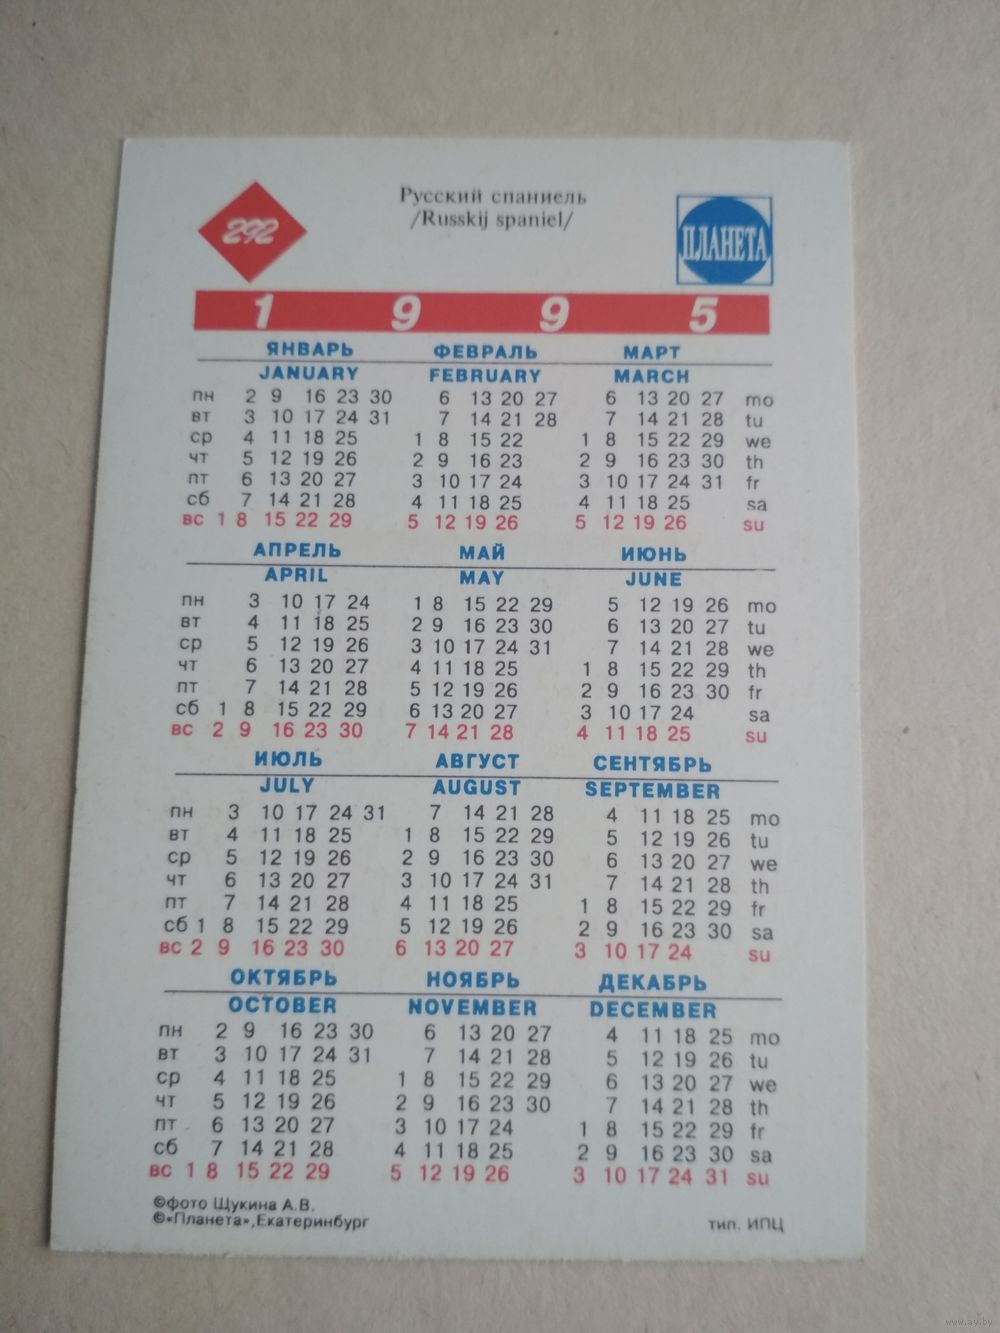 292
Русский спаниель
/Russkij spaniel/
ПЛАНЕТА
1 9 9 5
ЯНВАРЬ ФЕВРАЛЬ МАРТ
JANUARY FEBRUARY MARCH
пн 2 9 16 23 30 6 13 20 27 6 13 20 27 mo
вт 3 10 17 24 31 7 14 21 28 7 14 21 28 tu
ср 4 11 18 25 1 8 15 22 1 8 15 22 29 we
чт 5 12 19 26 2 9 16 23 2 9 16 23 30 th
пт 6 13 20 27 3 10 17 24 3 10 17 24 31 fr
сб 7 14 21 28 4 11 18 25 4 11 18 25 sa
вс 1 8 15 22 29 5 12 19 26 5 12 19 26 su
АПРЕЛЬ МАЙ ИЮНЬ
APRIL MAY JUNE
пн 3 10 17 24 1 8 15 22 29 5 12 19 26 mo
вт 4 11 18 25 2 9 16 23 30 6 13 20 27 tu
ср 5 12 19 26 3 10 17 24 31 7 14 21 28 we
чт 6 13 20 27 4 11 18 25 1 8 15 22 29 th
пт 7 14 21 28 5 12 19 26 2 9 16 23 30 fr
сб 1 8 15 22 29 6 13 20 27 3 10 17 24 sa
вс 2 9 16 23 30 7 14 21 28 4 11 18 25 su
ИЮЛЬ АВГУСТ СЕНТЯБРЬ
JULY AUGUST SEPTEMBER
пн 3 10 17 24 31 7 14 21 28 4 11 18 25 mo
вт 4 11 18 25 1 8 15 22 29 5 12 19 26 tu
ср 5 12 19 26 2 9 16 23 30 6 13 20 27 we
чт 6 13 20 27 3 10 17 24 31 7 14 21 28 th
пт 7 14 21 28 4 11 18 25 1 8 15 22 29 fr
сб 1 8 15 22 29 5 12 19 26 2 9 16 23 30 sa
вс 2 9 16 23 30 6 13 20 27 3 10 17 24 su
ОКТЯБРЬ НОЯБРЬ ДЕКАБРЬ
OCTOBER NOVEMBER DECEMBER
пн 2 9 16 23 30 6 13 20 27 4 11 18 25 mo
вт 3 10 17 24 31 7 14 21 28 5 12 19 26 tu
ср 4 11 18 25 1 8 15 22 29 6 13 20 27 we
чт 5 12 19 26 2 9 16 23 30 7 14 21 28 th
пт 6 13 20 27 3 10 17 24 1 8 15 22 29 fr
сб 7 14 21 28 4 11 18 25 2 9 16 23 30 sa
вс 1 8 15 22 29 5 12 19 26 3 10 17 24 31 su
©фото Щукина А.В.
©«Планета»,Екатеринбург
тип. ИПЦ
www.ay.by